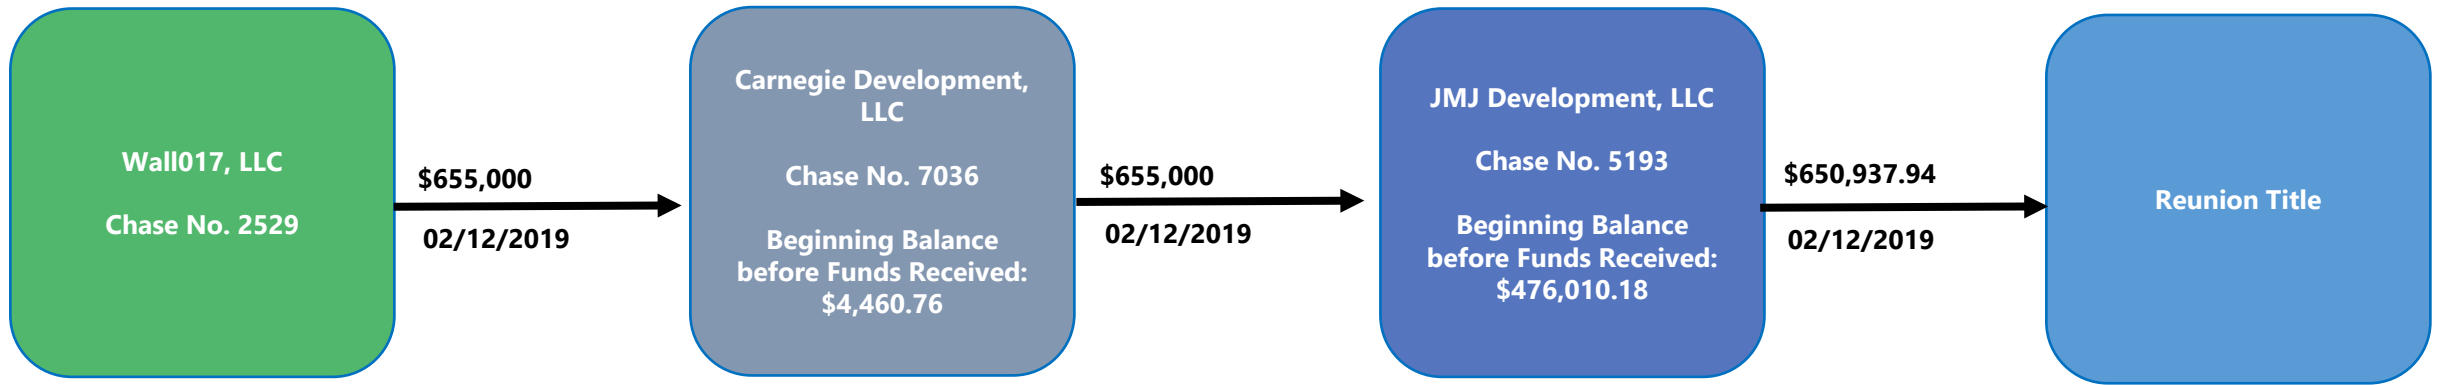 Wall017, LLC
Chase No. 2529
$655,000
02/12/2019
Carnegie Development,
LLC
Chase No. 7036
Beginning Balance
before Funds Received:
$4,460.76
$655,000
02/12/2019
JMJ Development, LLC
Chase No. 5193
Beginning Balance
before Funds Received:
$476,010.18
$650,937.94
02/12/2019
Reunion Title